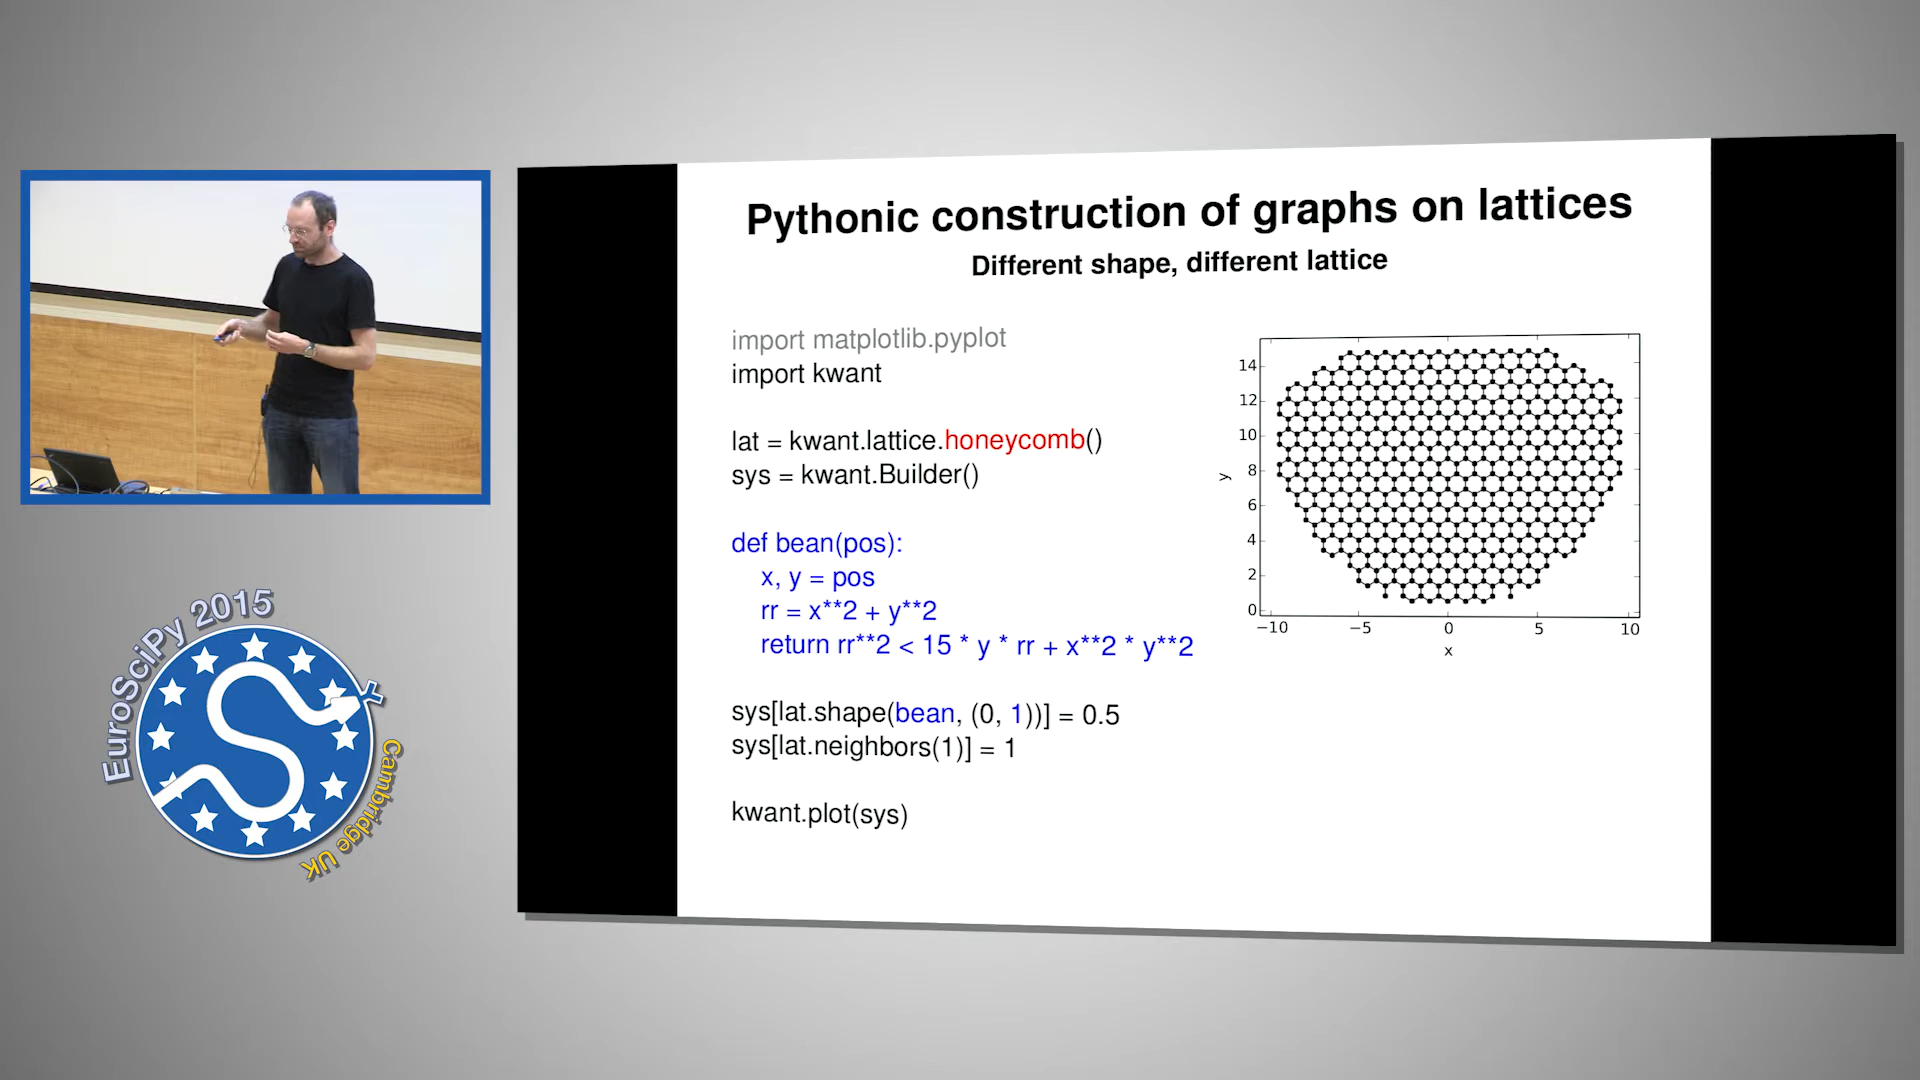 Pythonic construction of graphs on lattices
Different shape, different lattice
import matplotlib.pyplot
import kwant
lat = kwant.lattice.honeycomb()
sys = kwant.Builder()
def bean(pos):
x, y = pos
rr = x**2 + y**2
return rr**2 < 15 * y * rr + x**2 * y**2
sys[lat.shape(bean, (0, 1))] = 0.5
sys[lat.neighbors(1)] = 1
kwant.plot(sys)
14
12
10
8
6
4
2
0
y
−10 −5 0 5 10
x
EuroSciPy 2015
Cambridge UK